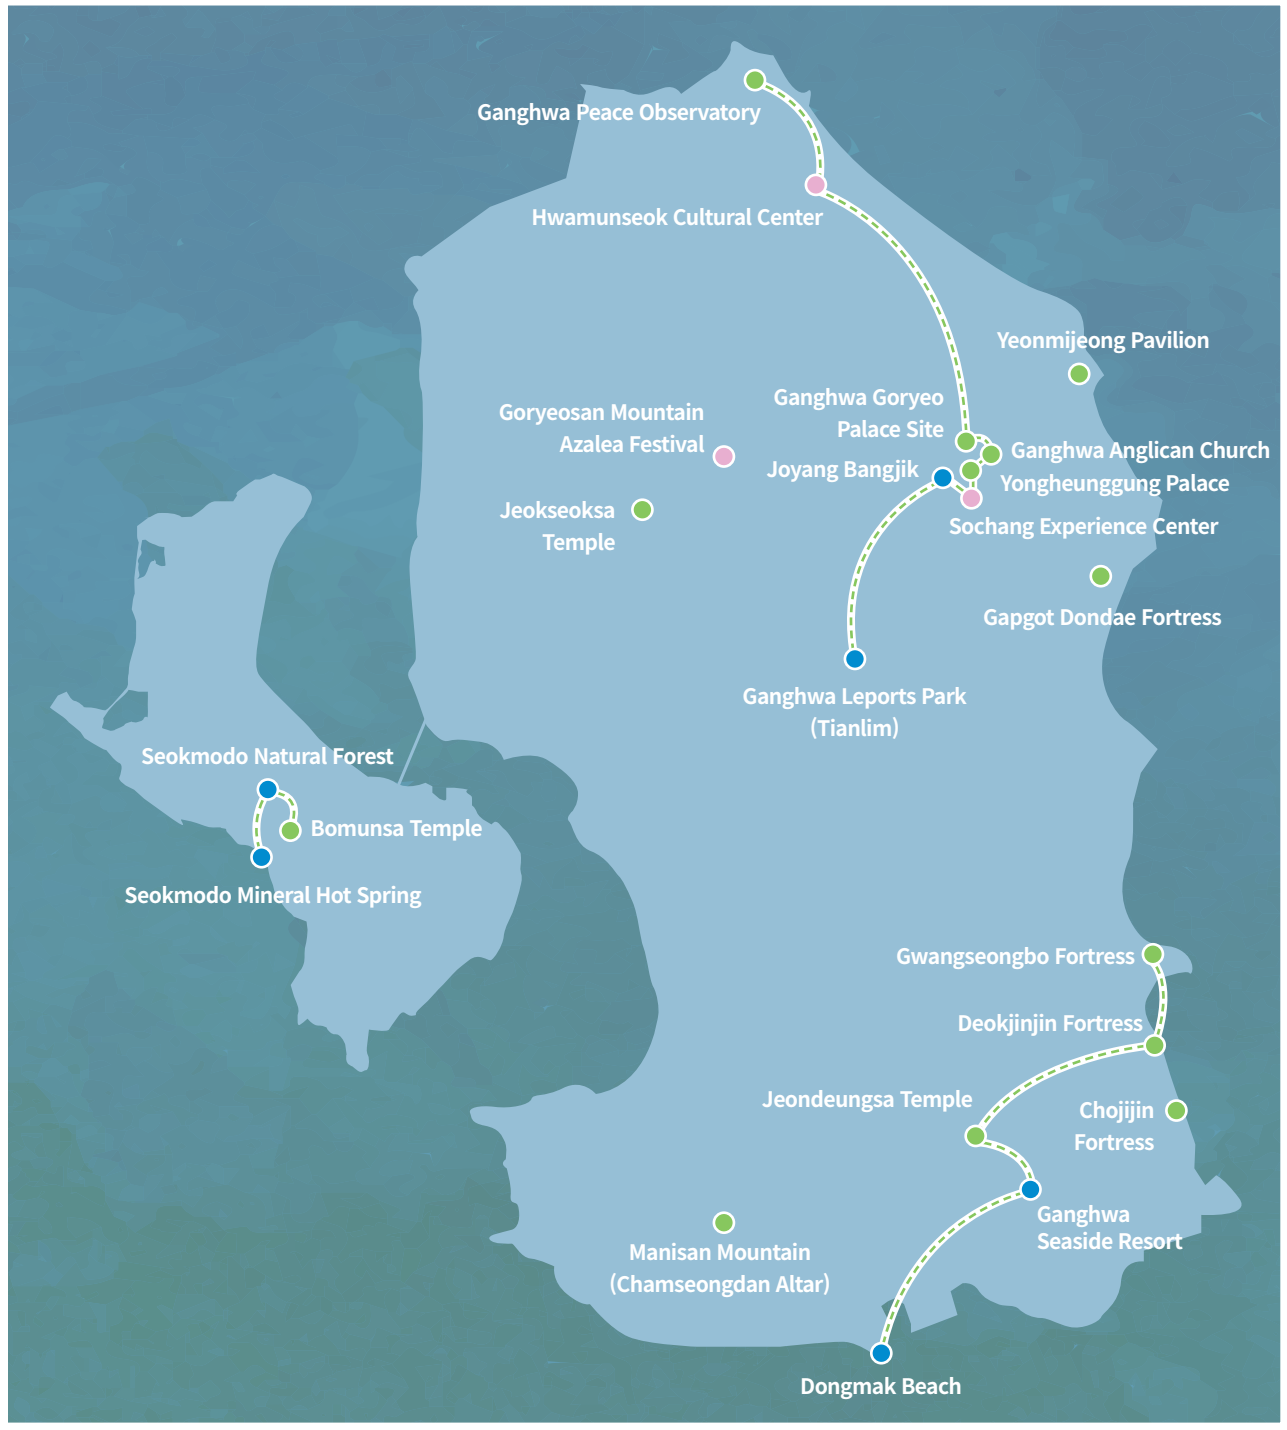 Ganghwa Peace Observatory
Hwamunseok Cultural Center
Yeonmijeong Pavilion
Ganghwa Goryeo
Palace Site
Goryeosan Mountain
Azalea Festival
Ganghwa Anglican Church
Joyang Bangjik
Yongheunggung Palace
Jeokseoksa
Temple
Sochang Experience Center
Gapgot Dondae Fortress
Ganghwa Leports Park
(Tianlim)
Seokmodo Natural Forest
Bomunsa Temple
Seokmodo Mineral Hot Spring
Gwangseongbo Fortress
Deokjinjin Fortress
Jeondeungsa Temple
Chojijin
Fortress
Ganghwa
Seaside Resort
Manisan Mountain
(Chamseongdan Altar)
Dongmak Beach